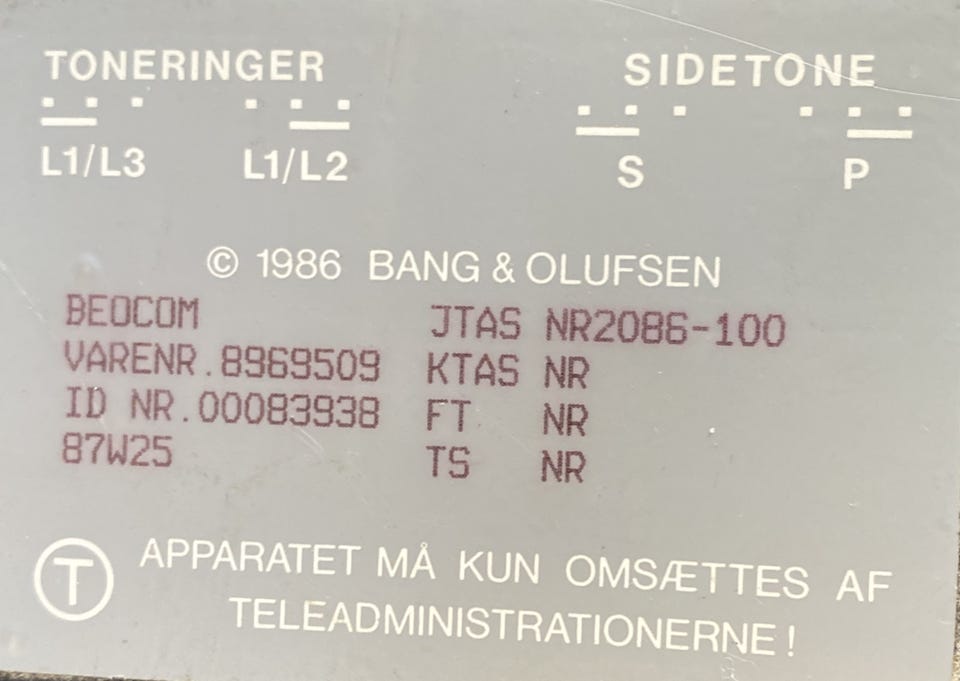 TONERINGER SIDETONE
L1/L3 L1/L2 S P
© 1986 BANG & OLUFSEN
BEOCOM JTAS NR2086-100
VARENR.8969509 KTAS NR
ID NR.00083938 FT NR
87W25 TS NR
T APPARATET MÅ KUN OMSÆTTES AF
TELEADMINISTRATIONERNE!